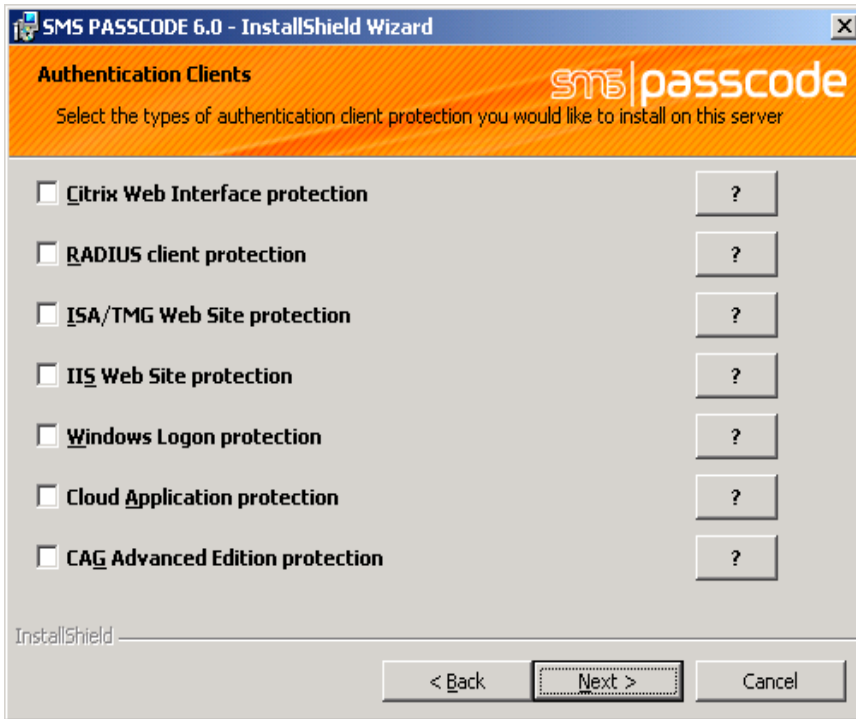 SMS PASSCODE 6.0 - InstallShield Wizard
Authentication Clients
sms|passcode
Select the types of authentication client protection you would like to install on this server
Citrix Web Interface protection ?
RADIUS client protection ?
ISA/TMG Web Site protection ?
IIS Web Site protection ?
Windows Logon protection ?
Cloud Application protection ?
CAG Advanced Edition protection ?
InstallShield
< Back Next > Cancel